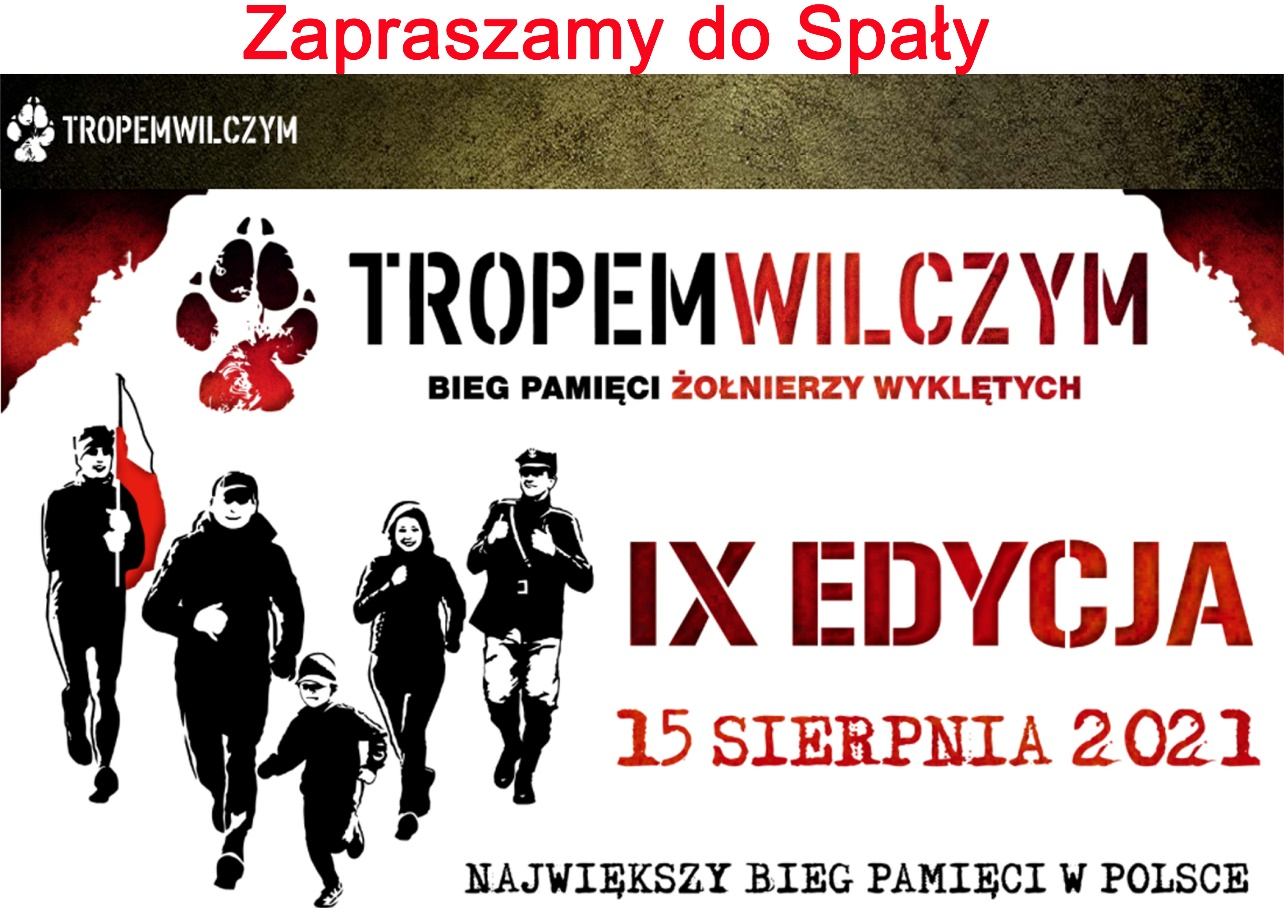 Zapraszamy do Spały
TROPEMWILCZYM
TROPEMWILCZYM
BIEG PAMIĘCI ŻOŁNIERZY WYKLĘTYCH
IX EDYCJA
15 SIERPNIA 2021
NAJWIĘKSZY BIEG PAMIĘCI W POLSCE